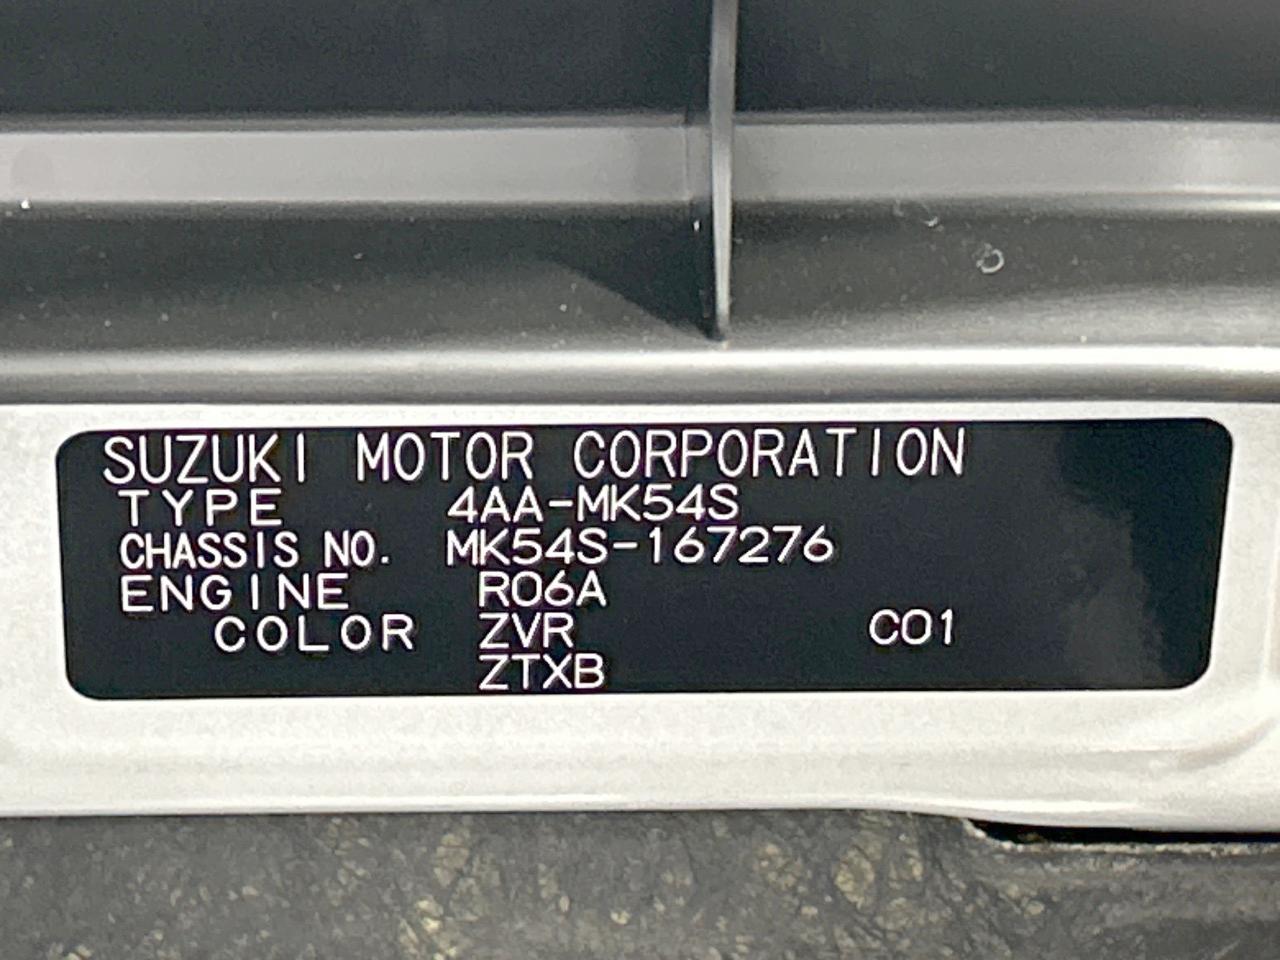 SUZUKI MOTOR CORPORATION
TYPE 4AA-MK54S
CHASSIS NO. MK54S-167276
ENGINE R06A
COLOR ZVR C01
ZTXB